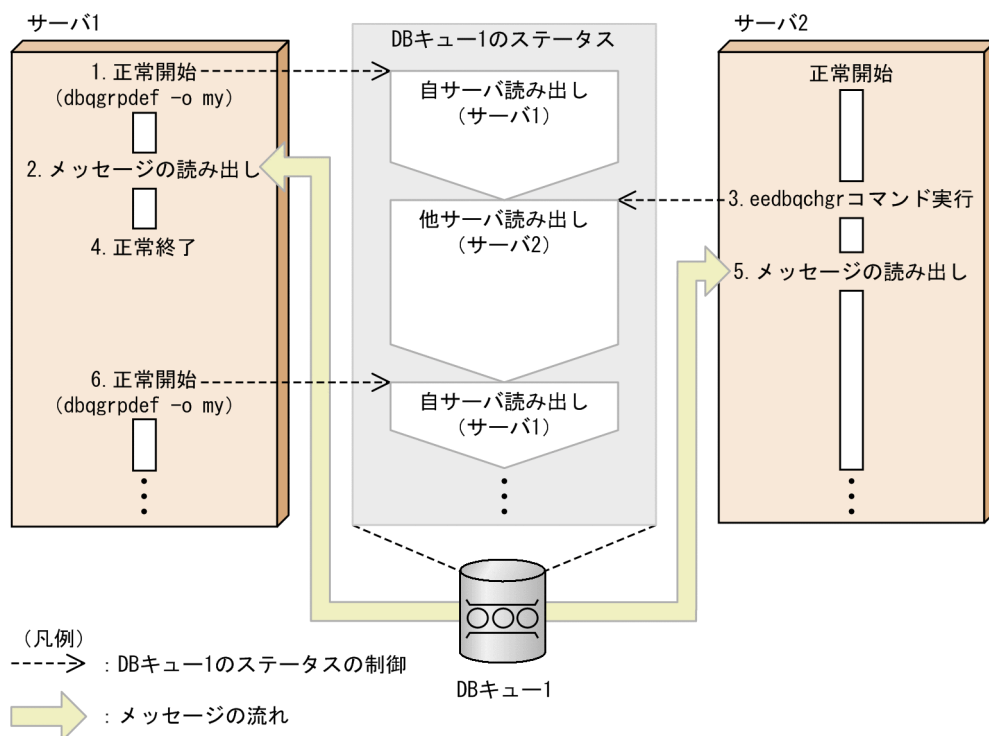 サーバ1
1. 正常開始
(dbqgrpdef -o my)
2. メッセージの読み出し
4. 正常終了
6. 正常開始
(dbqgrpdef -o my)
DBキュー1のステータス
自サーバ読み出し
(サーバ1)
他サーバ読み出し
(サーバ2)
自サーバ読み出し
(サーバ1)
サーバ2
正常開始
3. eedbqchgrコマンド実行
5. メッセージの読み出し
DBキュー1
(凡例)
: DBキュー1のステータスの制御
: メッセージの流れ